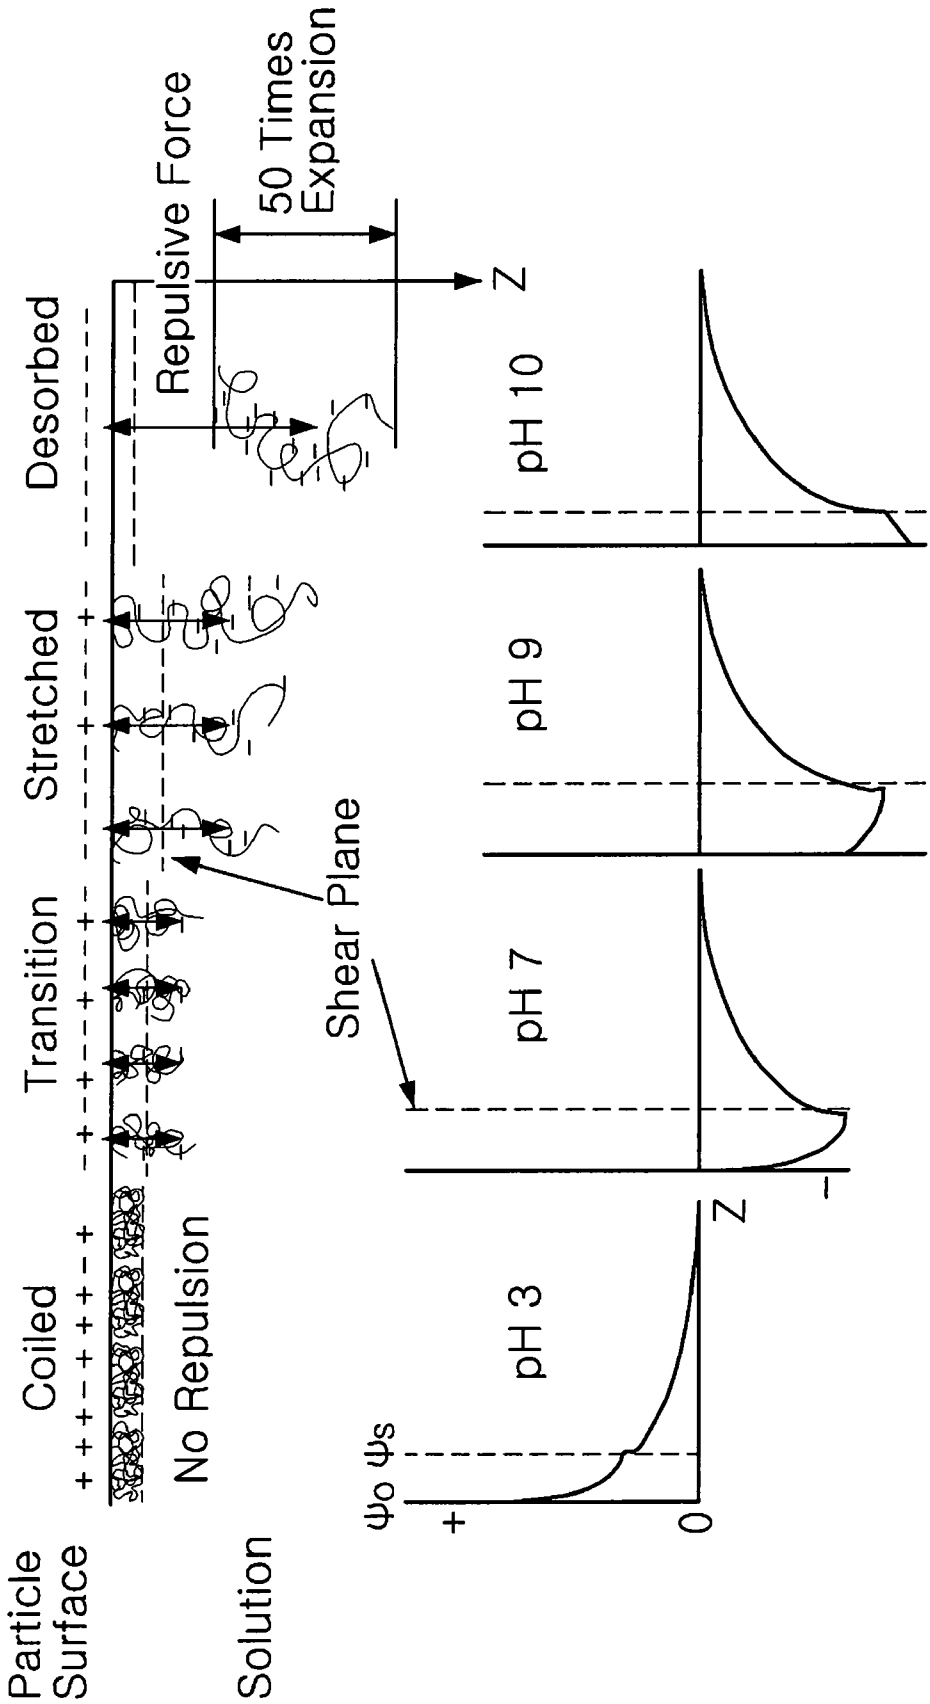 Particle
Surface
Coiled
Transition
Stretched
Desorbed
+ + + + - + + - + + + - +
- + - + - - + - - + -
- - + - - - + - - - + - -
No Repulsion
Repulsive Force
50 Times
Expansion
Solution
Shear Plane
Z
Ψo Ψs
+
0
-
pH 3
Z
pH 7
pH 9
pH 10